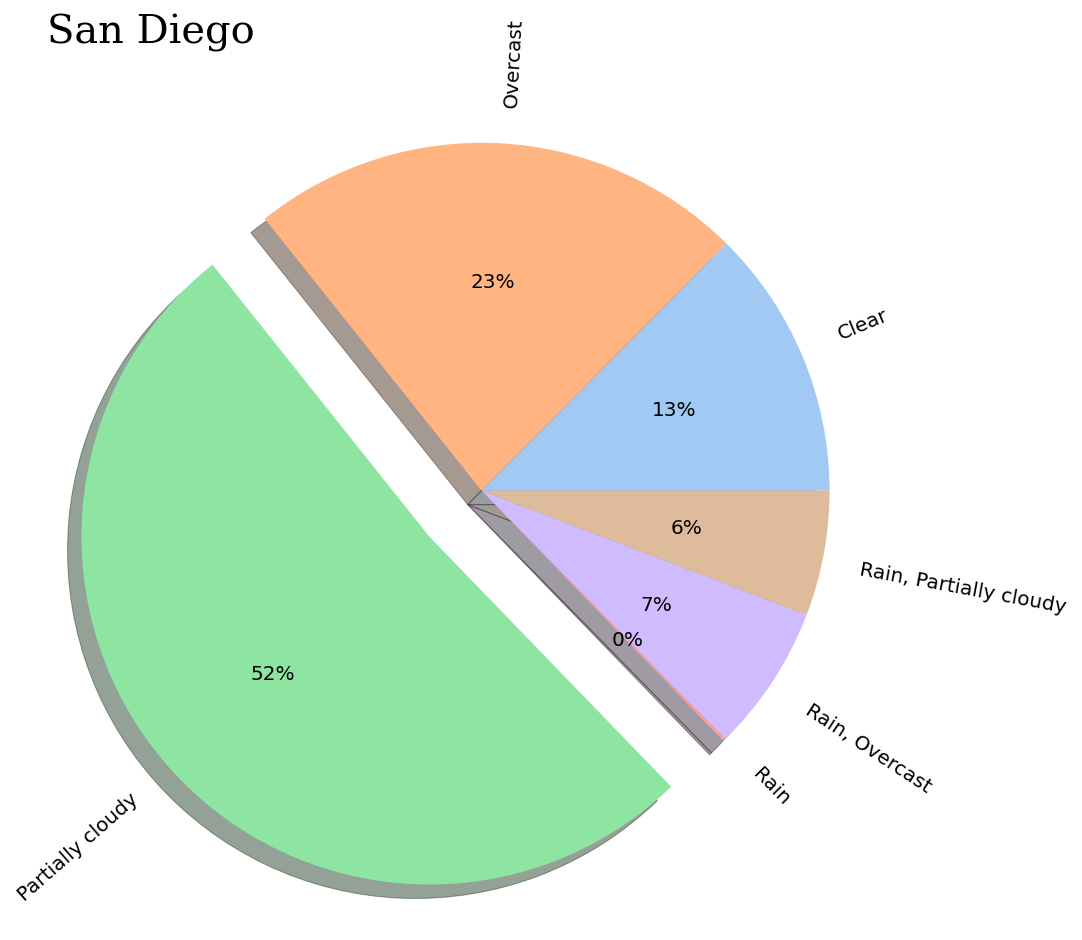 San Diego
Overcast
23%
Clear
13%
6%
Rain, Partially cloudy
7%
0%
52%
Rain, Overcast
Rain
Partially cloudy